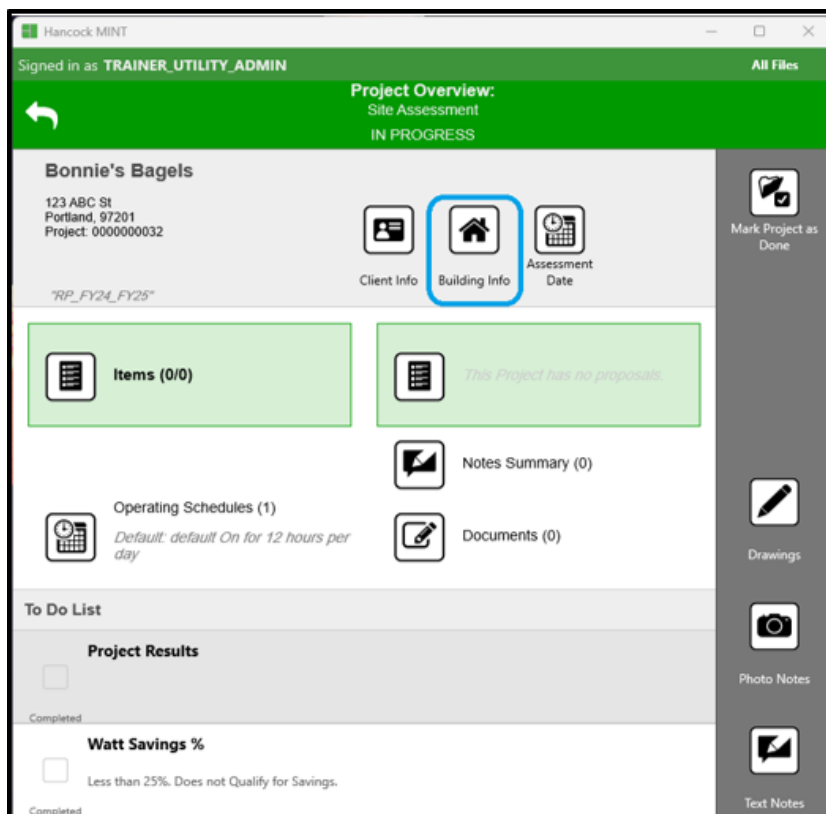 Hancock MINT
Signed in as TRAINER_UTILITY_ADMIN
All Files
Project Overview:
Site Assessment
IN PROGRESS
Bonnie's Bagels
123 ABC St
Portland, 97201
Project: 0000000032
"RP_FY24_FY25"
Client Info
Building Info
Assessment
Date
Mark Project as
Done
Items (0/0)
This Project has no proposals.
Notes Summary (0)
Operating Schedules (1)
Default: default On for 12 hours per
day
Documents (0)
Drawings
To Do List
Project Results
Completed
Photo Notes
Watt Savings %
Less than 25%. Does not Qualify for Savings.
Completed
Text Notes